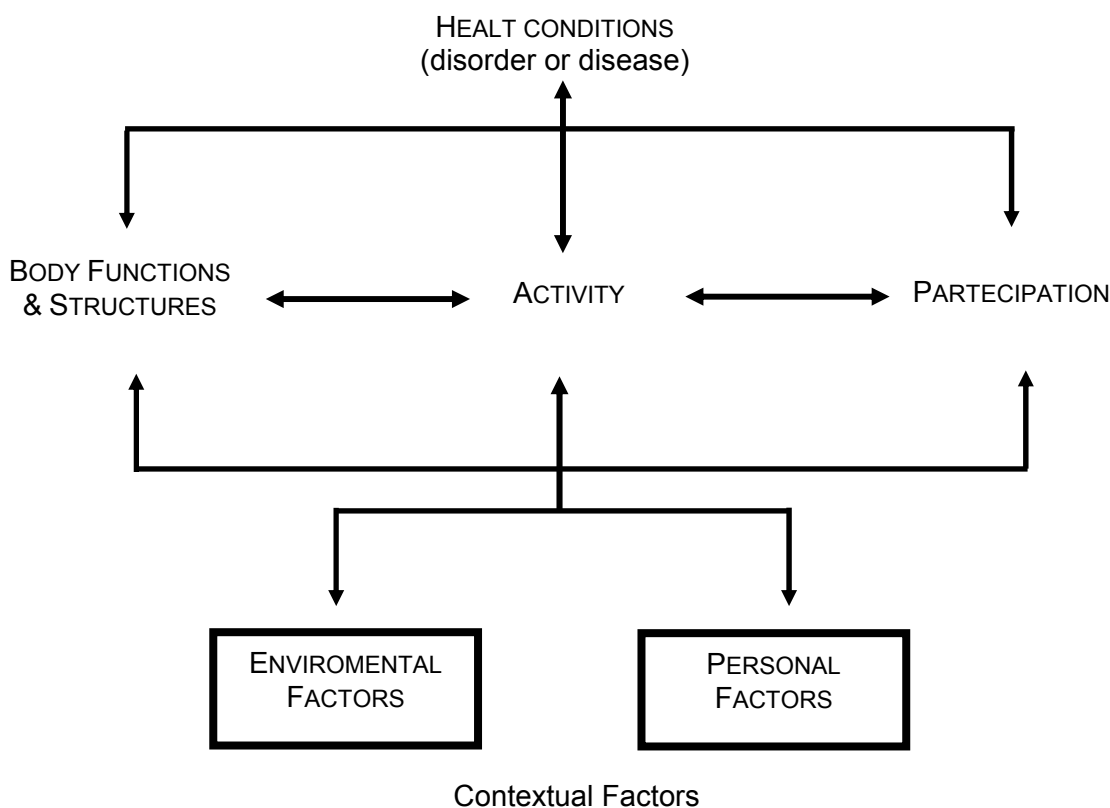 HEALT CONDITIONS
(disorder or disease)
BODY FUNCTIONS
& STRUCTURES
ACTIVITY
PARTECIPATION
ENVIROMENTAL
FACTORS
PERSONAL
FACTORS
Contextual Factors